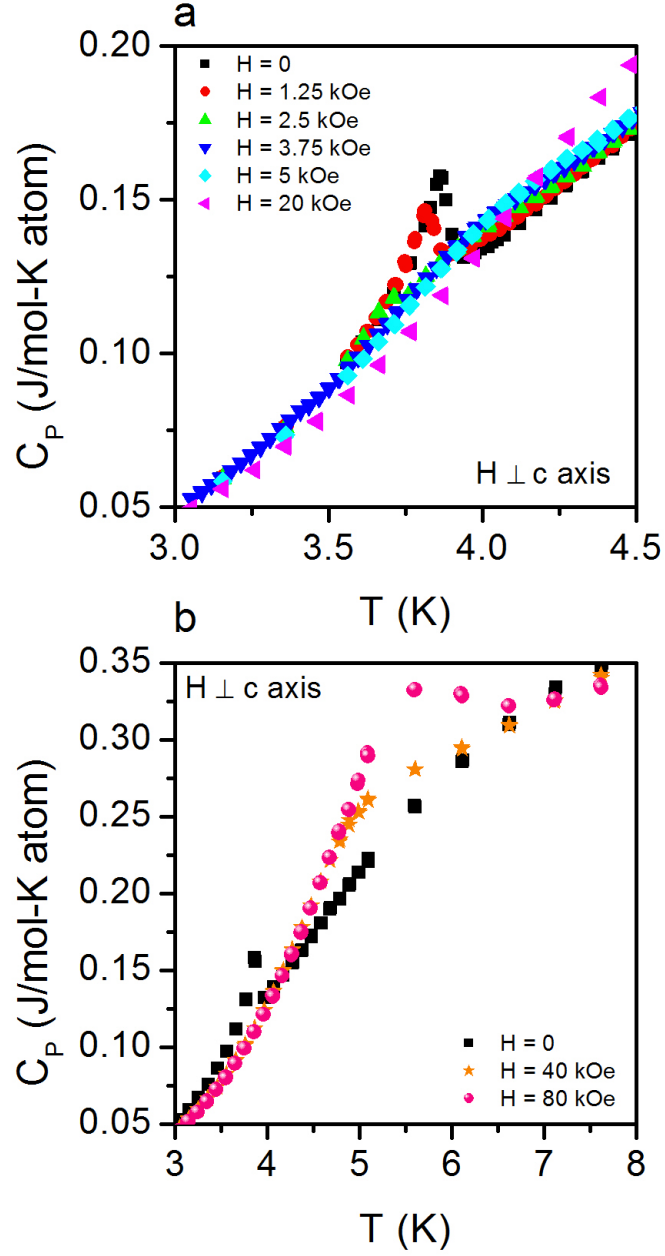 a
0.20
0.15
0.10
0.05
C_P (J/mol-K atom)
H = 0
H = 1.25 kOe
H = 2.5 kOe
H = 3.75 kOe
H = 5 kOe
H = 20 kOe
H ⊥ c axis
3.0 3.5 4.0 4.5
T (K)
b
0.35
0.30
0.25
0.20
0.15
0.10
0.05
C_P (J/mol-K atom)
H ⊥ c axis
H = 0
H = 40 kOe
H = 80 kOe
3 4 5 6 7 8
T (K)